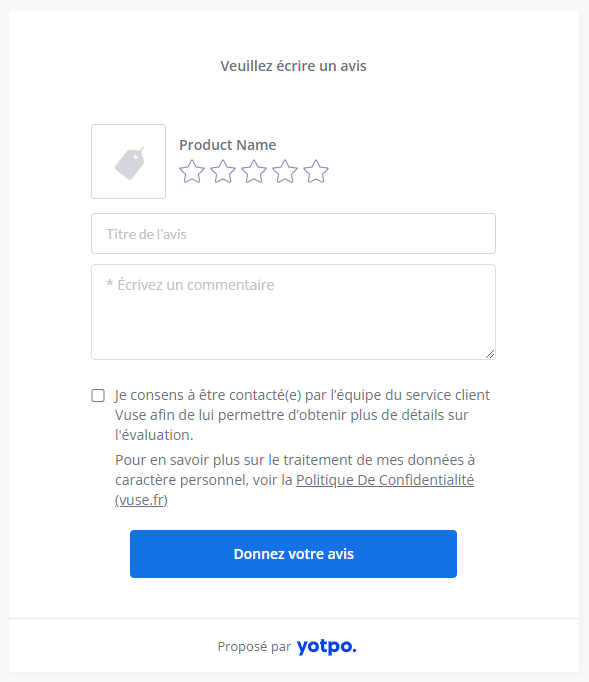 Veuillez écrire un avis
Product Name
Titre de l'avis
* Écrivez un commentaire
Je consens à être contacté(e) par l’équipe du service client
Vuse afin de lui permettre d’obtenir plus de détails sur
l'évaluation.
Pour en savoir plus sur le traitement de mes données à
caractère personnel, voir la Politique De Confidentialité
(vuse.fr)
Donnez votre avis
Proposé par yotpo.